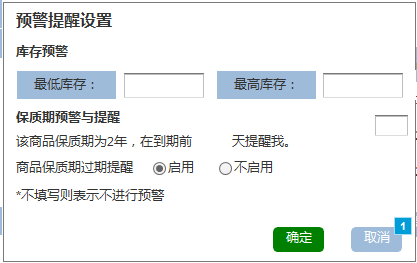 预警提醒设置
库存预警
最低库存： 最高库存：
保质期预警与提醒
该商品保质期为2年，在到期前 天提醒我。
商品保质期过期提醒 启用 不启用
*不填写则表示不进行预警
确定 取消 1